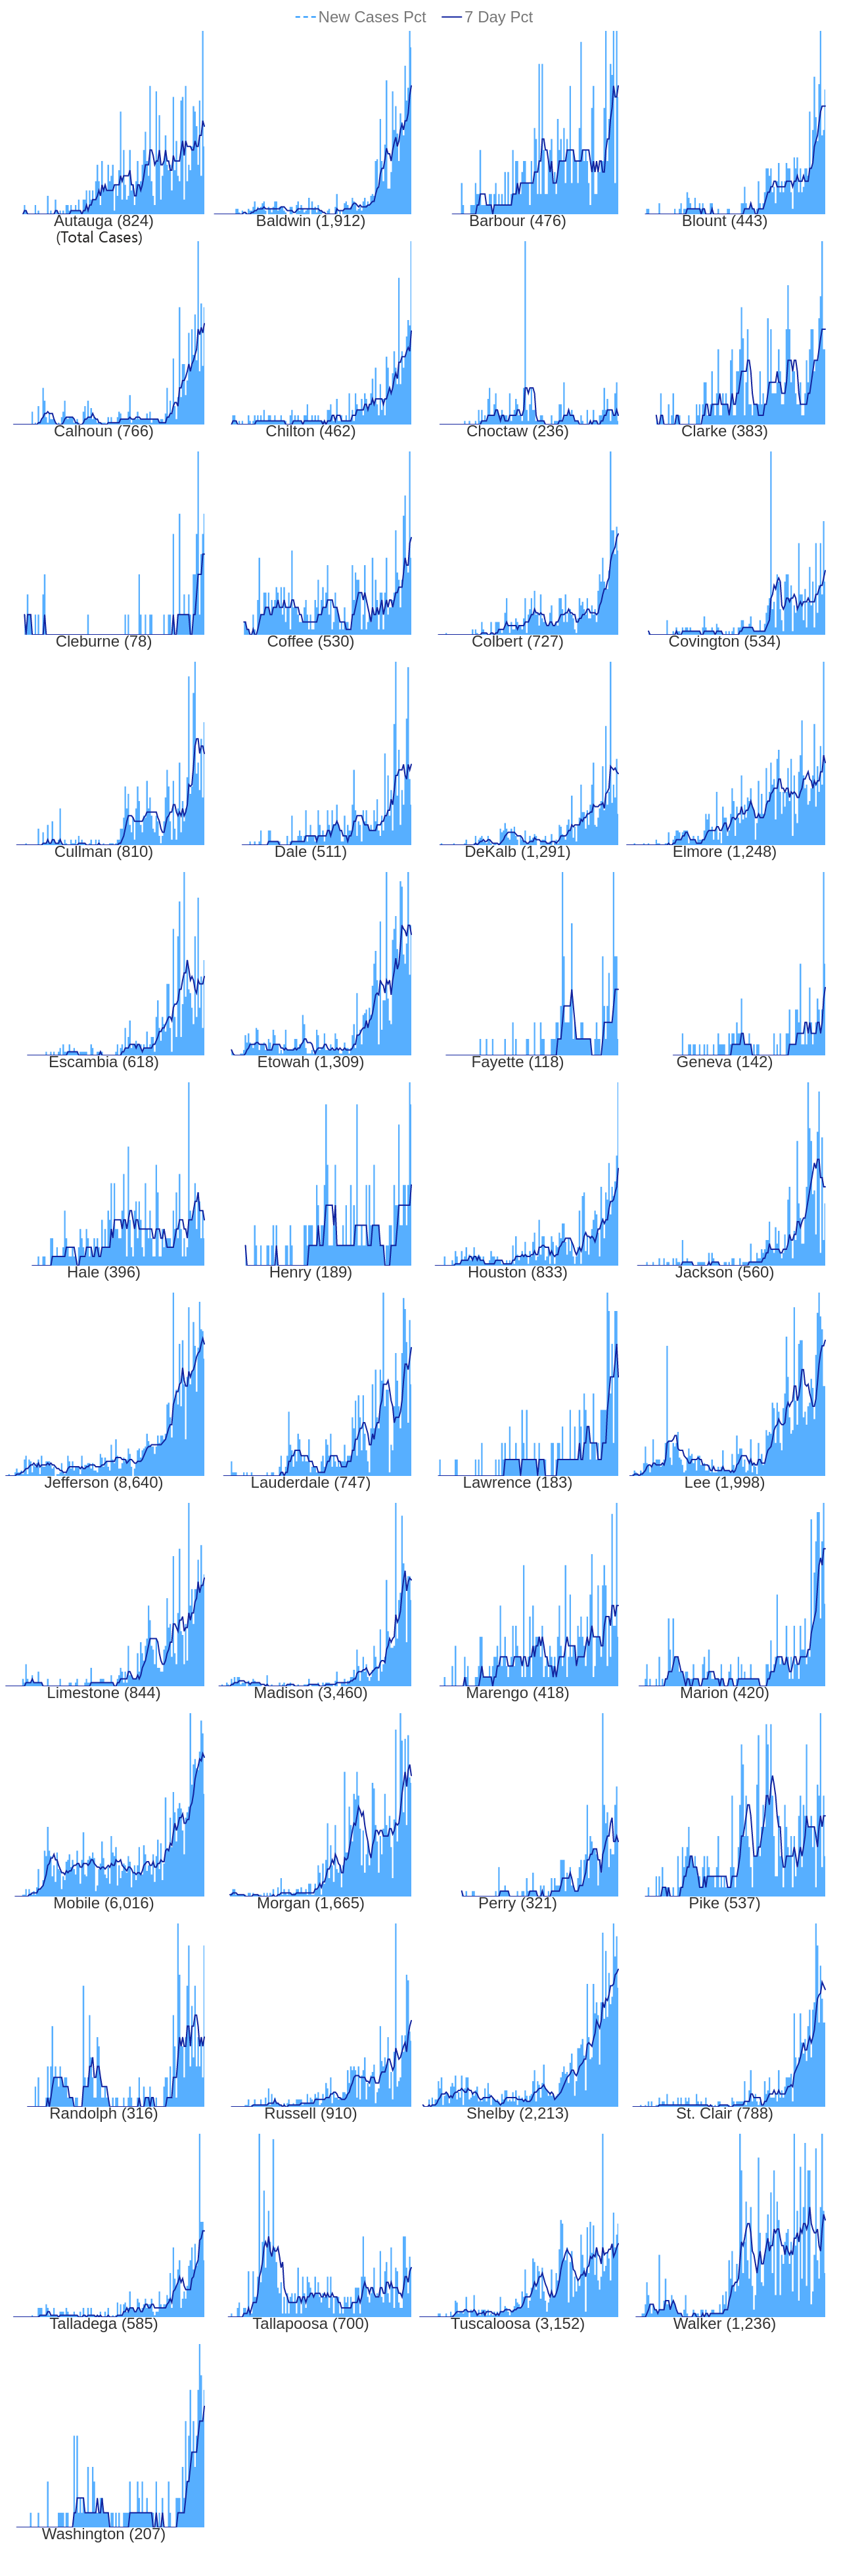 New Cases Pct 7 Day Pct
Autauga (824) Baldwin (1,912) Barbour (476) Blount (443)
(Total Cases)
Calhoun (766) Chilton (462) Choctaw (236) Clarke (383)
Cleburne (78) Coffee (530) Colbert (727) Covington (534)
Cullman (810) Dale (511) DeKalb (1,291) Elmore (1,248)
Escambia (618) Etowah (1,309) Fayette (118) Geneva (142)
Hale (396) Henry (189) Houston (833) Jackson (560)
Jefferson (8,640) Lauderdale (747) Lawrence (183) Lee (1,998)
Limestone (844) Madison (3,460) Marengo (418) Marion (420)
Mobile (6,016) Morgan (1,665) Perry (321) Pike (537)
Randolph (316) Russell (910) Shelby (2,213) St. Clair (788)
Talladega (585) Tallapoosa (700) Tuscaloosa (3,152) Walker (1,236)
Washington (207)